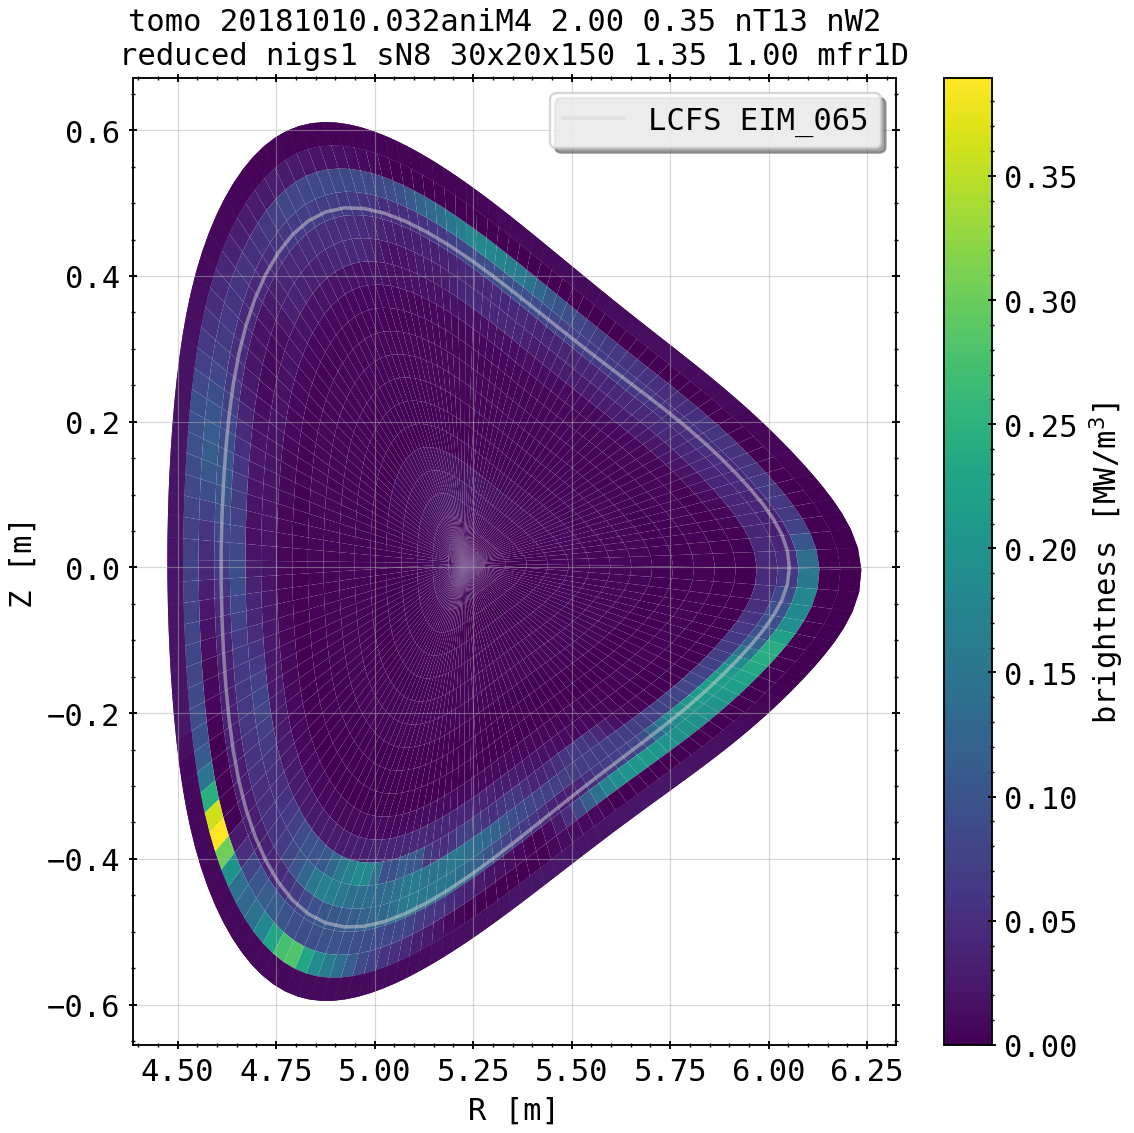 tomo 20181010.032aniM4 2.00 0.35 nT13 nW2
reduced nigs1 sN8 30x20x150 1.35 1.00 mfr1D
LCFS EIM_065
0.6
0.4
0.2
0.0
−0.2
−0.4
−0.6
Z [m]
4.50 4.75 5.00 5.25 5.50 5.75 6.00 6.25
R [m]
0.35
0.30
0.25
0.20
0.15
0.10
0.05
0.00
brightness [MW/m³]